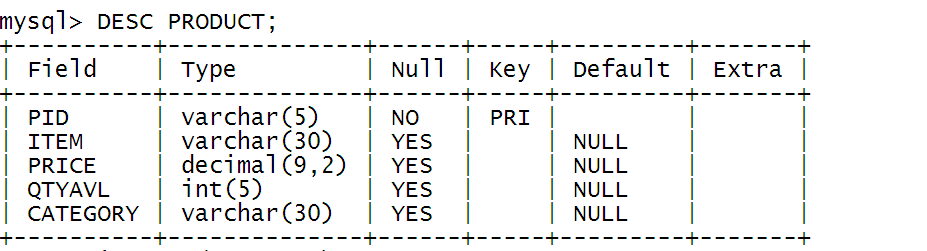 mysql> DESC PRODUCT;
+----------+--------------+------+-----+---------+-------+
| Field    | Type         | Null | Key | Default | Extra |
+----------+--------------+------+-----+---------+-------+
| PID      | varchar(5)   | NO   | PRI |         |       |
| ITEM     | varchar(30)  | YES  |     | NULL    |       |
| PRICE    | decimal(9,2) | YES  |     | NULL    |       |
| QTYAVL   | int(5)       | YES  |     | NULL    |       |
| CATEGORY | varchar(30)  | YES  |     | NULL    |       |
+----------+--------------+------+-----+---------+-------+